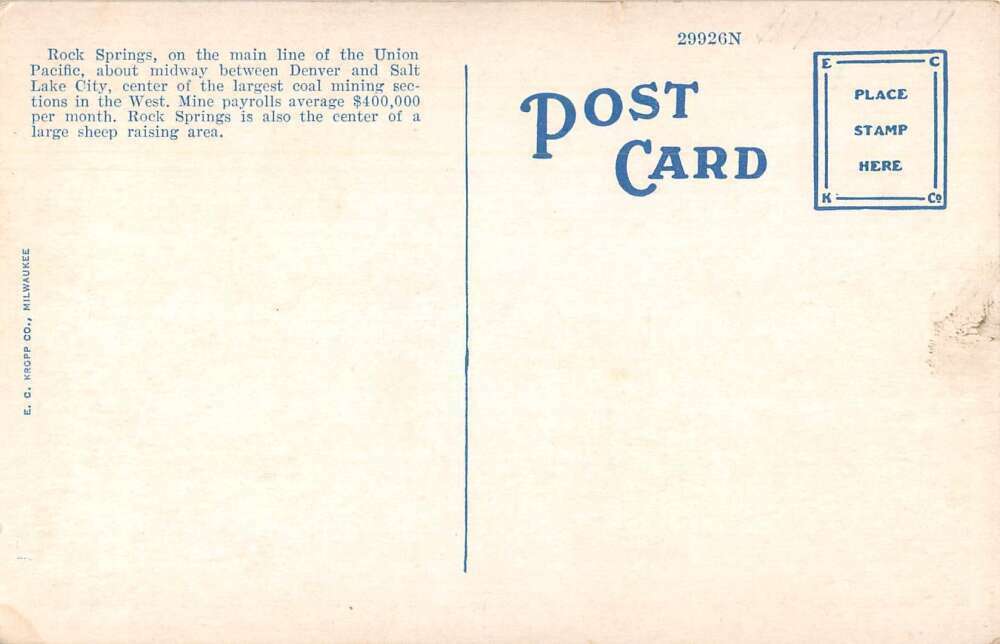 Rock Springs, on the main line of the Union
Pacific, about midway between Denver and Salt
Lake City, center of the largest coal mining sec-
tions in the West. Mine payrolls average $400,000
per month. Rock Springs is also the center of a
large sheep raising area.
E. C. KROPP CO., MILWAUKEE
29926N
POST
CARD
E C
PLACE
STAMP
HERE
K Co